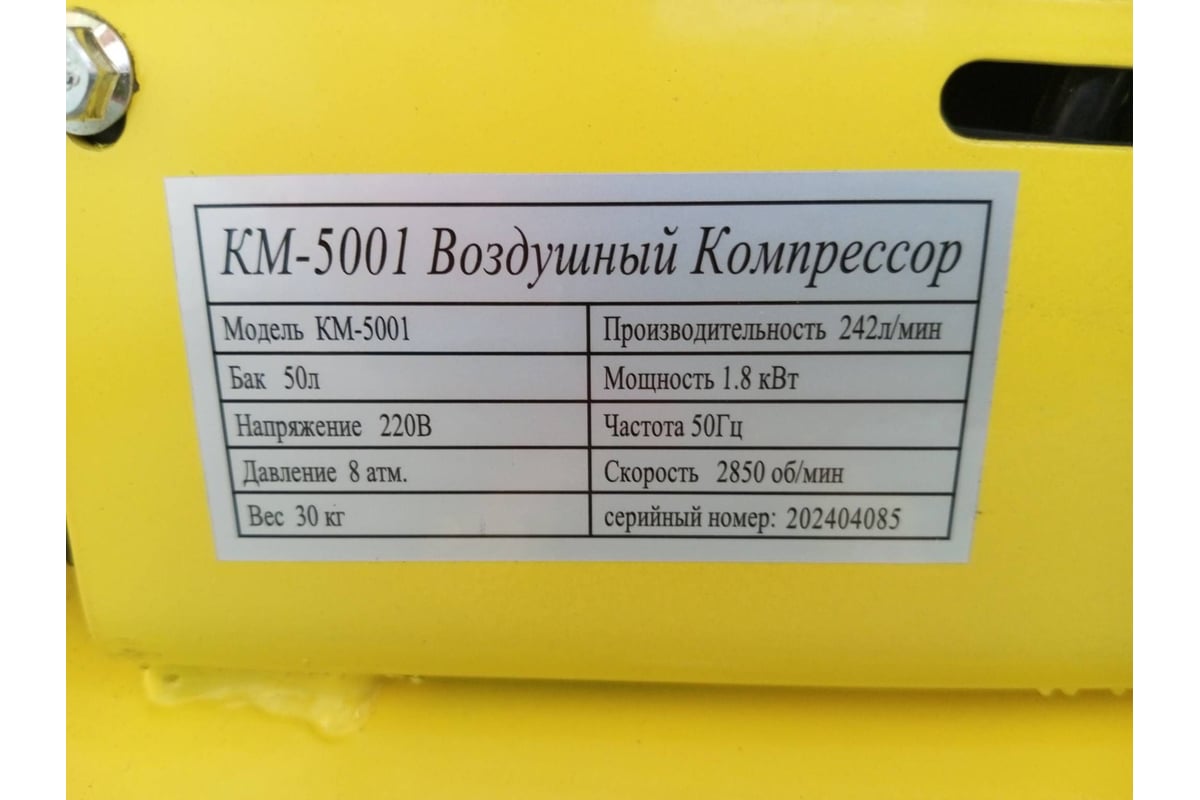 КМ-5001 Воздушный Компрессор
Модель КМ-5001
Производительность 242л/мин
Бак 50л
Мощность 1.8 кВт
Напряжение 220В
Частота 50Гц
Давление 8 атм.
Скорость 2850 об/мин
Вес 30 кг
серийный номер: 202404085